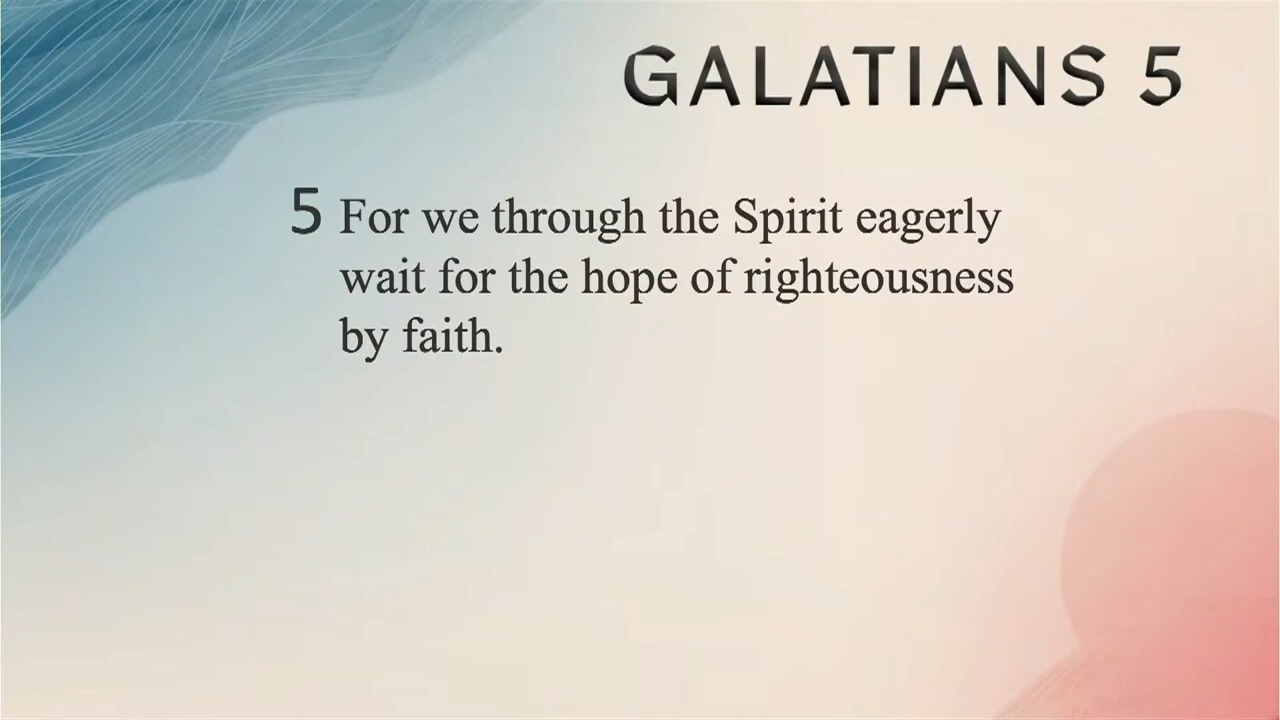 GALATIANS 5
5 For we through the Spirit eagerly
wait for the hope of righteousness
by faith.